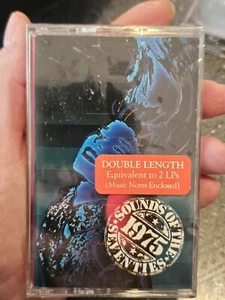 DOUBLE LENGTH
Equivalent to 2 LPs
(Music Notes Enclosed)
SOUNDS OF THE
1975
SEVENTIES